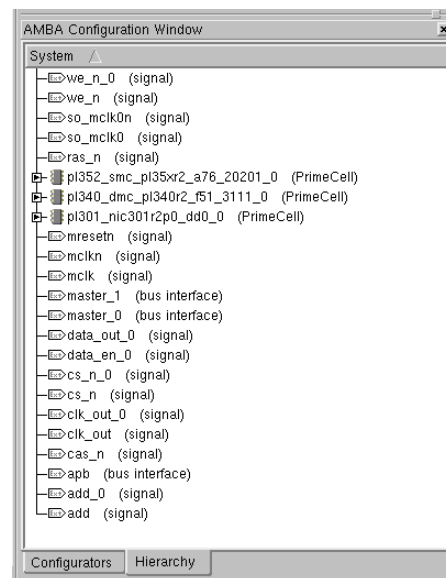 AMBA Configuration Window
System
we_n_0 (signal)
we_n (signal)
so_mclk0n (signal)
so_mclk0 (signal)
ras_n (signal)
pl352_smc_pl35xr2_a76_20201_0 (PrimeCell)
pl340_dmc_pl340r2_f51_3111_0 (PrimeCell)
pl301_nic301r2p0_dd0_0 (PrimeCell)
mresetn (signal)
mclkn (signal)
mclk (signal)
master_1 (bus interface)
master_0 (bus interface)
data_out_0 (signal)
data_en_0 (signal)
cs_n_0 (signal)
cs_n (signal)
clk_out_0 (signal)
clk_out (signal)
cas_n (signal)
apb (bus interface)
add_0 (signal)
add (signal)
Configurators Hierarchy